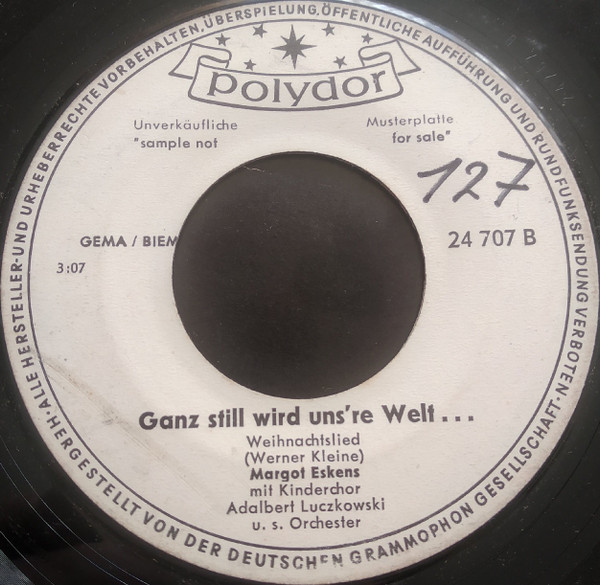 ·ALLE HERSTELLER-UND URHEBERRECHTE VORBEHALTEN, ÜBERSPIELUNG, ÖFFENTLICHE AUFFÜHRUNG UND RUNDFUNKSENDUNG VERBOTEN·
polydor
Unverkäufliche Musterplatte
"sample not for sale"
127
GEMA / BIEM
24 707 B
3:07
Ganz still wird uns're Welt . . .
Weihnachtslied
(Werner Kleine)
Margot Eskens
mit Kinderchor
Adalbert Luczkowski
u. s. Orchester
HERGESTELLT VON DER DEUTSCHEN GRAMMOPHON GESELLSCHAFT·